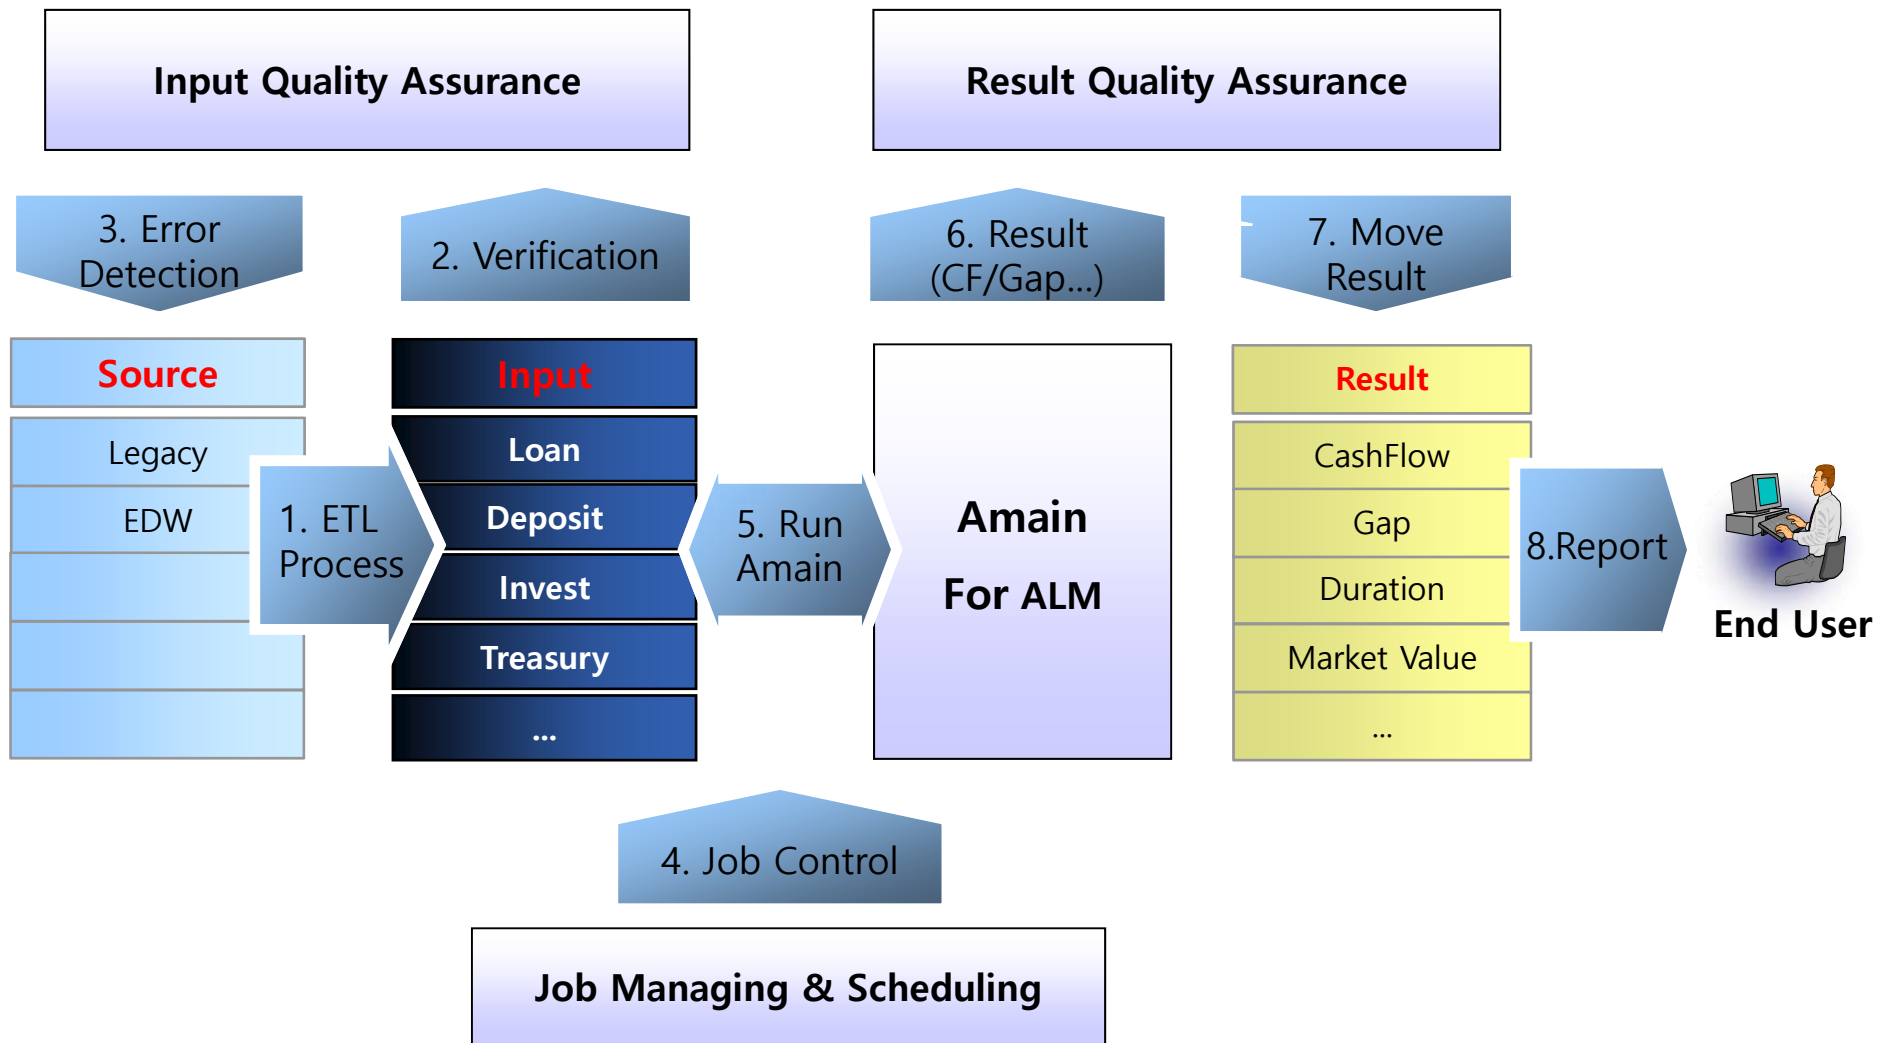 Input Quality Assurance
Result Quality Assurance
3. Error
Detection
2. Verification
6. Result
(CF/Gap...)
7. Move
Result
Source
Legacy
EDW
1. ETL
Process
Input
Loan
Deposit
Invest
Treasury
...
5. Run
Amain
Amain
For ALM
Result
CashFlow
Gap
Duration
Market Value
...
8.Report
End User
4. Job Control
Job Managing & Scheduling